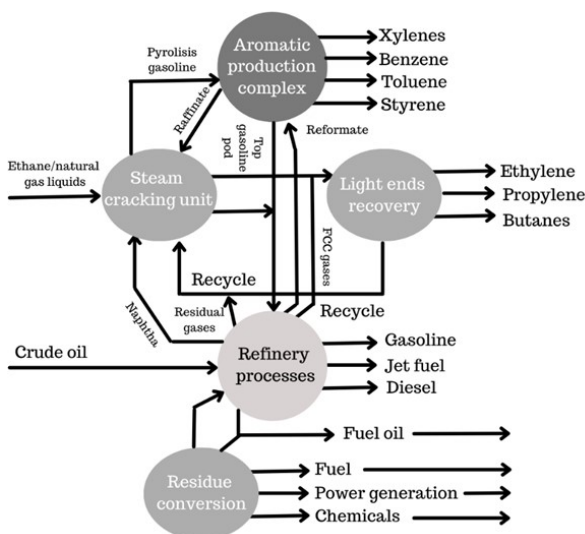 Pyrolisis
gasoline
Aromatic
production
complex
Xylenes
Benzene
Toluene
Styrene
Raffinate
Top
gasoline
pod
Reformate
Ethane/natural
gas liquids
Steam
cracking unit
Light ends
recovery
Ethylene
Propylene
Butanes
FCC gases
Recycle
Recycle
Naphtha
Residual
gases
Crude oil
Refinery
processes
Gasoline
Jet fuel
Diesel
Fuel oil
Residue
conversion
Fuel
Power generation
Chemicals